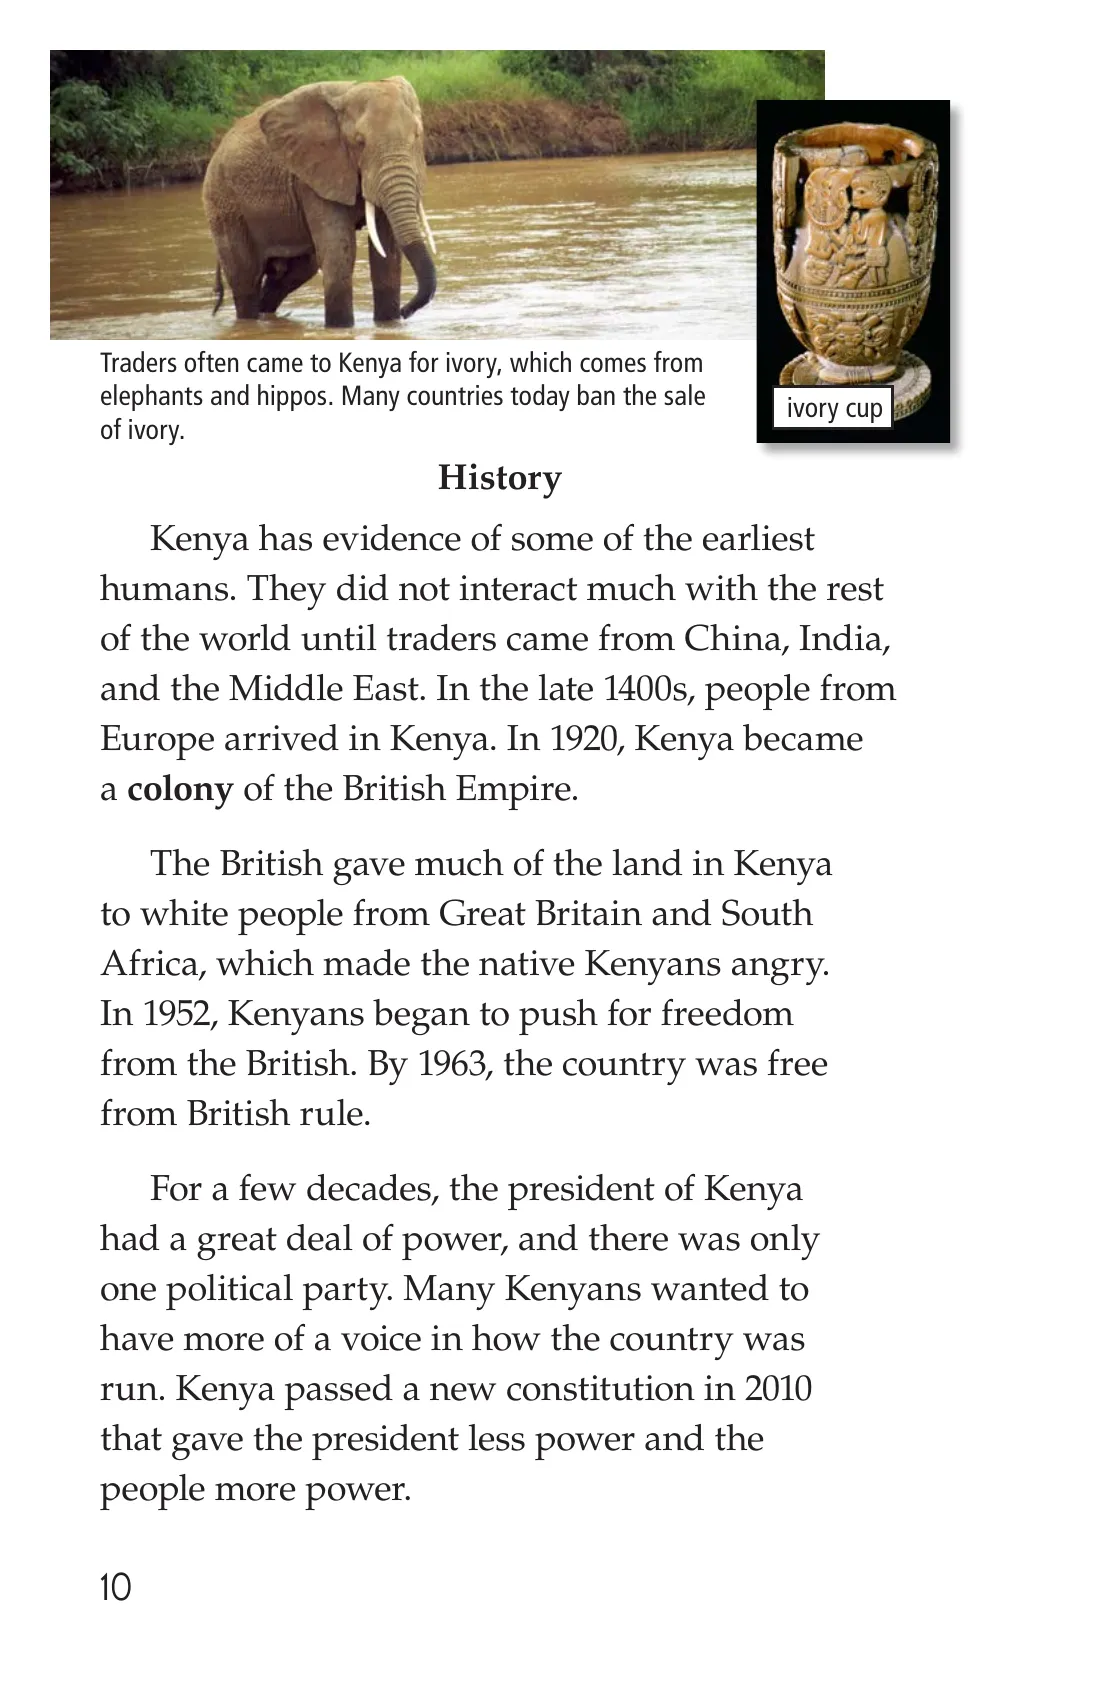 Traders often came to Kenya for ivory, which comes from
elephants and hippos. Many countries today ban the sale
of ivory.
ivory cup
History
Kenya has evidence of some of the earliest
humans. They did not interact much with the rest
of the world until traders came from China, India,
and the Middle East. In the late 1400s, people from
Europe arrived in Kenya. In 1920, Kenya became
a colony of the British Empire.
The British gave much of the land in Kenya
to white people from Great Britain and South
Africa, which made the native Kenyans angry.
In 1952, Kenyans began to push for freedom
from the British. By 1963, the country was free
from British rule.
For a few decades, the president of Kenya
had a great deal of power, and there was only
one political party. Many Kenyans wanted to
have more of a voice in how the country was
run. Kenya passed a new constitution in 2010
that gave the president less power and the
people more power.
10